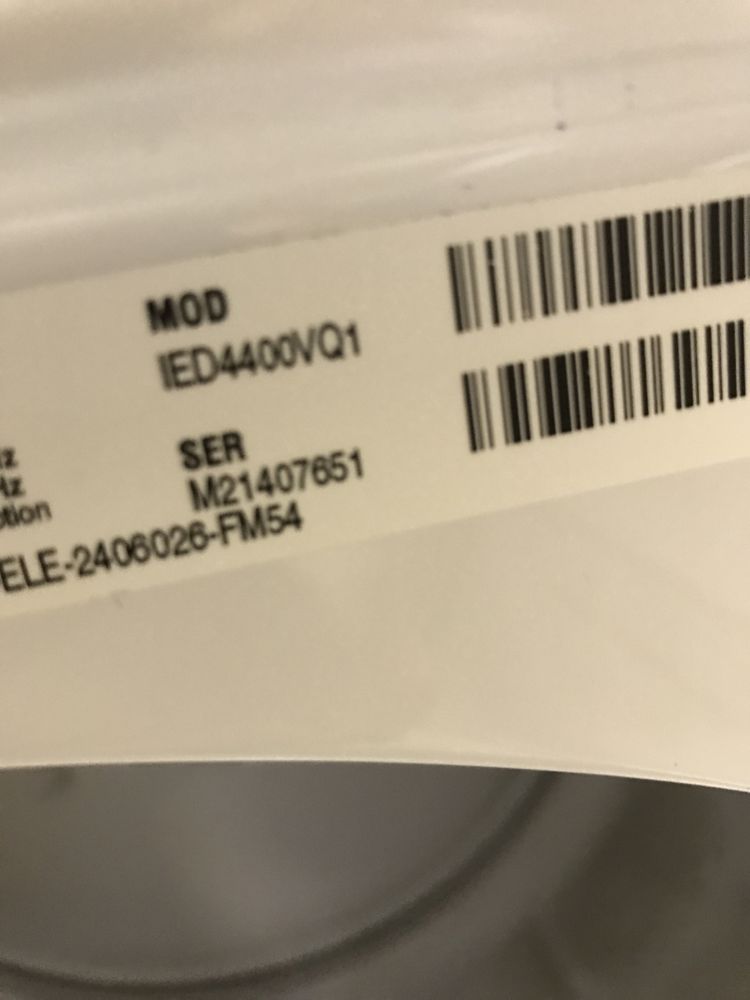 MOD
IED4400VQ1
SER
M21407651
ELE-2406026-FM54